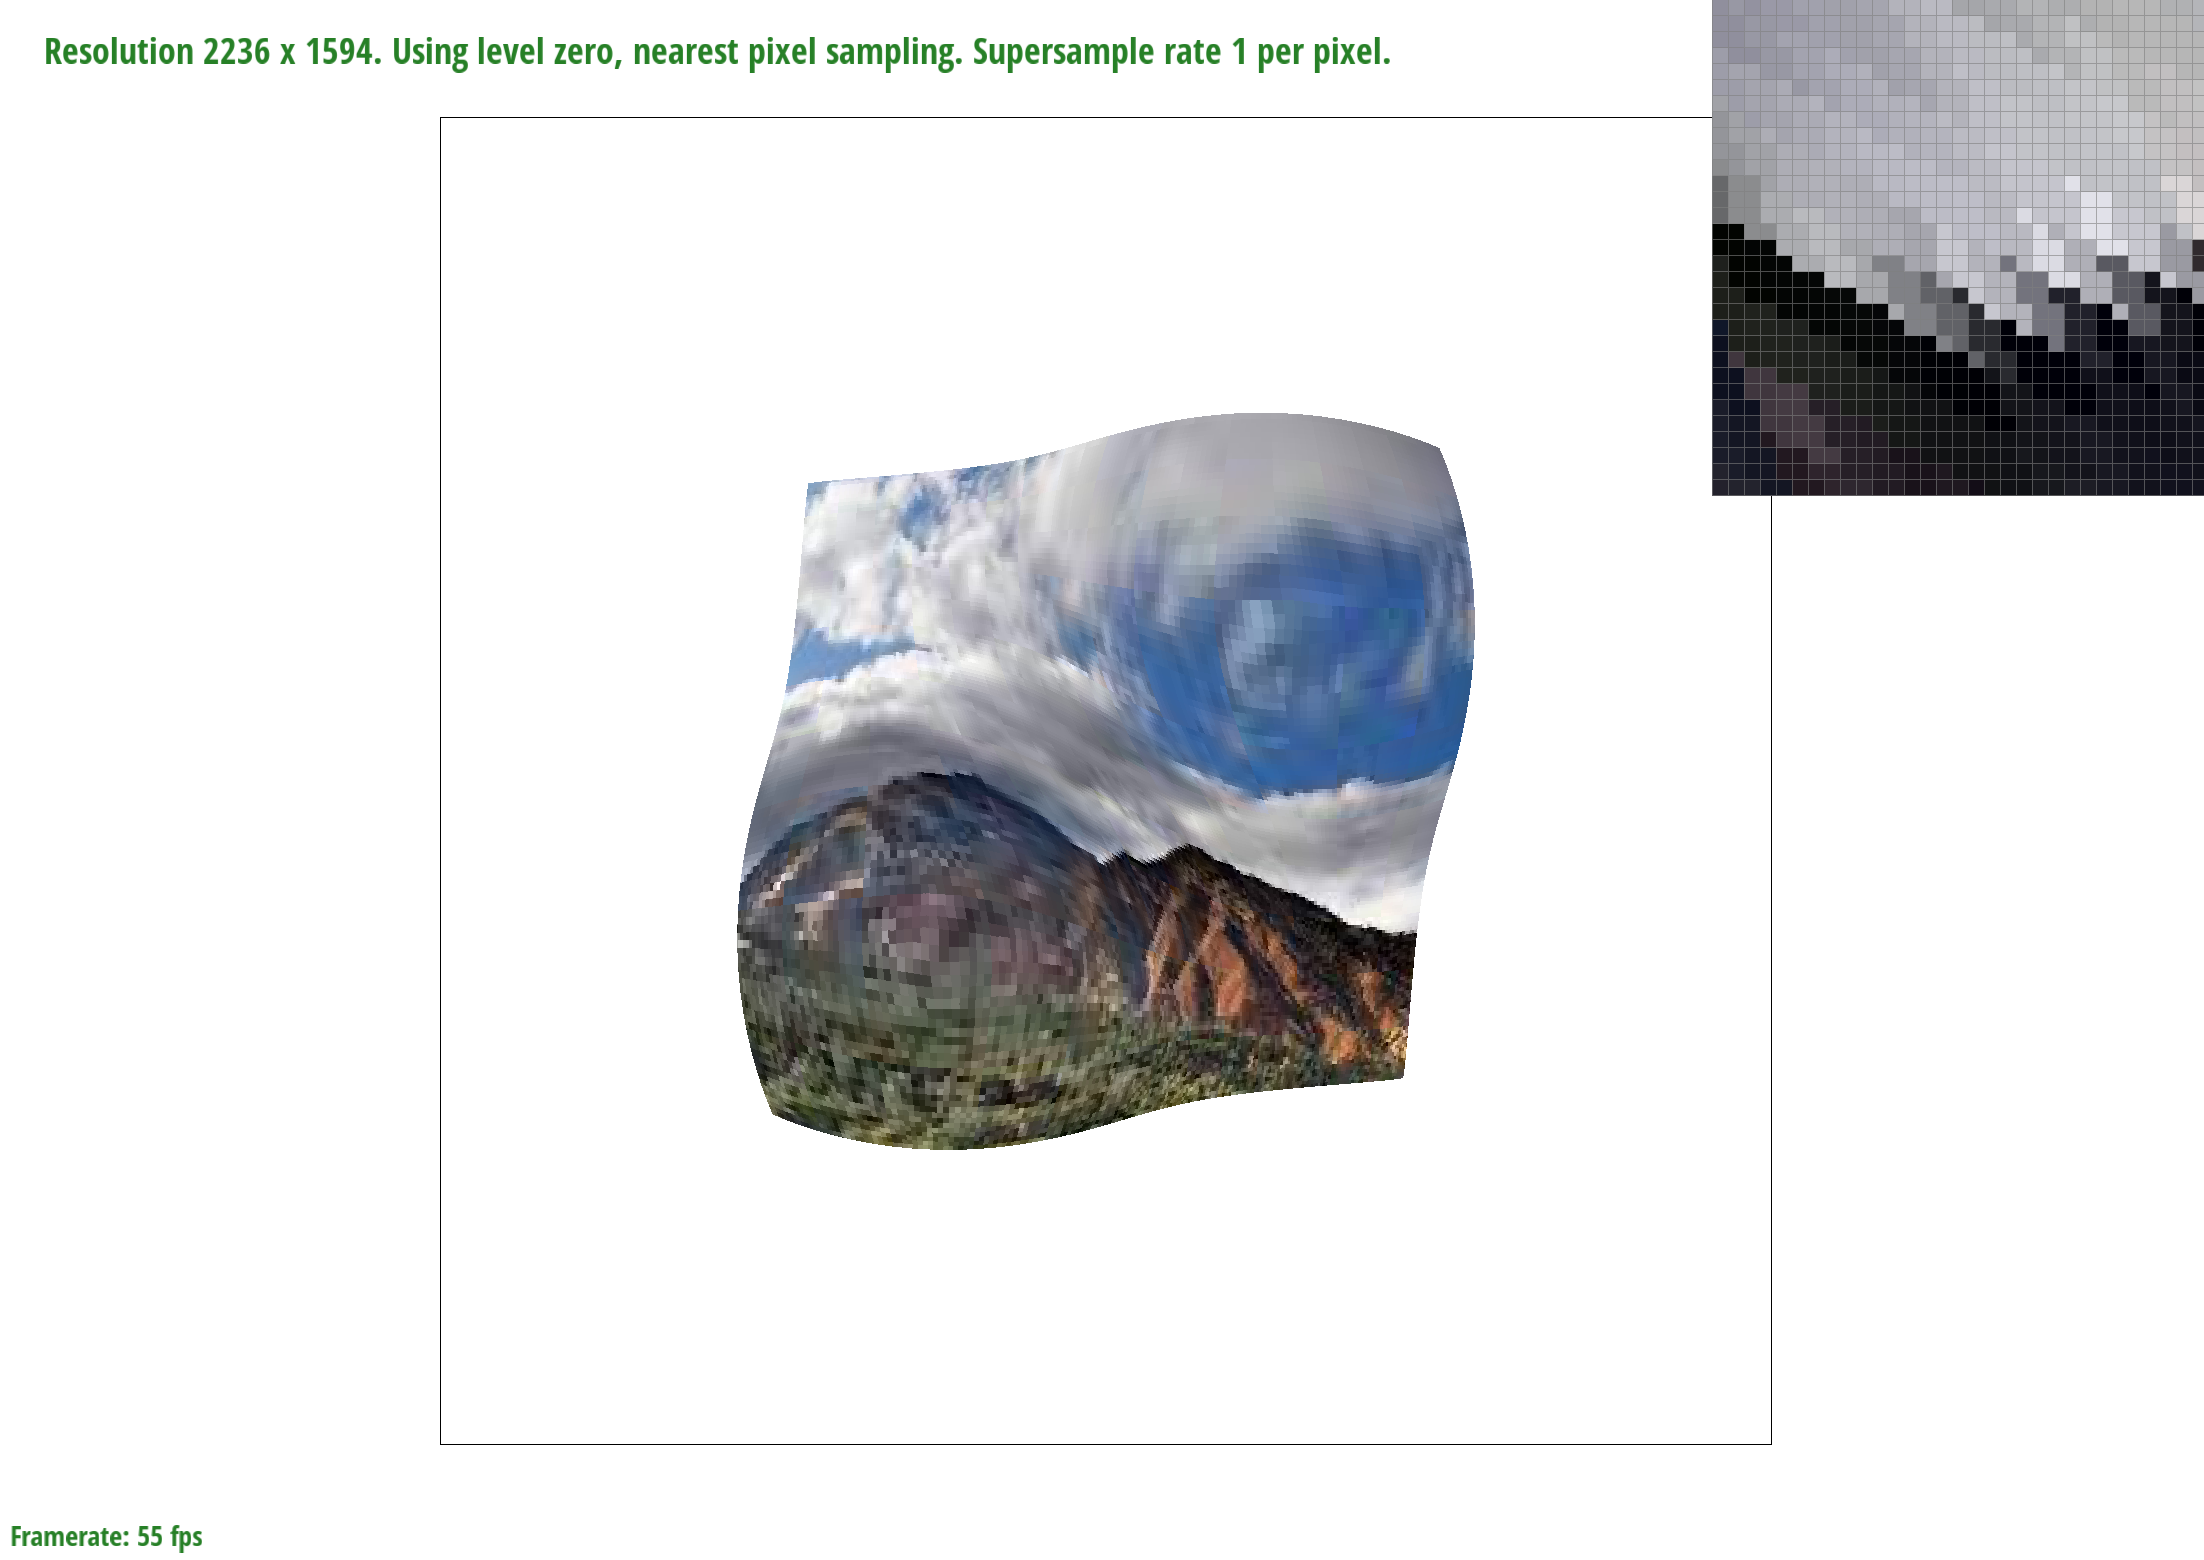 Resolution 2236 x 1594. Using level zero, nearest pixel sampling. Supersample rate 1 per pixel.
Framerate: 55 fps